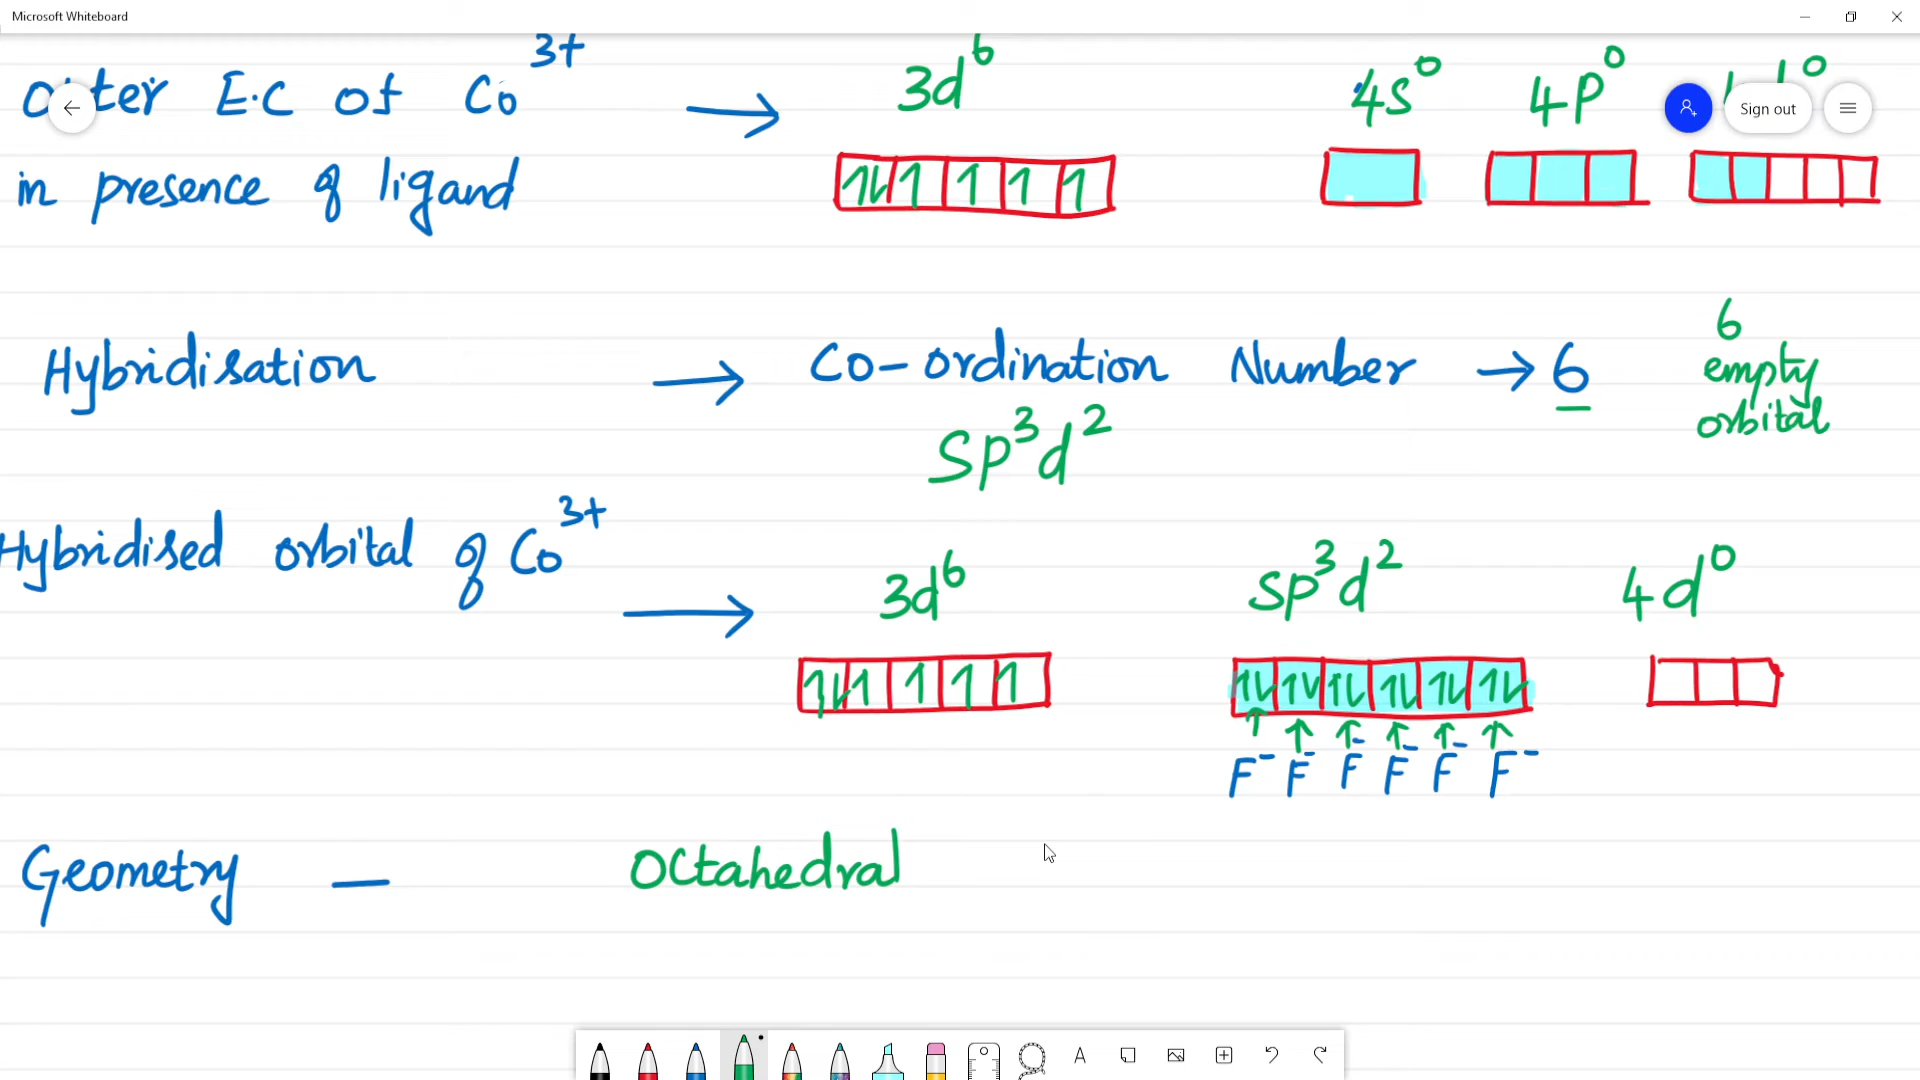 Microsoft Whiteboard
Outer E.C of Co³⁺ → 3d⁶ 4s⁰ 4p⁰
Sign out
in presence of ligand
6
empty
orbital
Hybridisation → Co-ordination Number → 6
sp³d²
Hybridised orbital of Co³⁺ → 3d⁶ sp³d² 4d⁰
F⁻ F⁻ F⁻ F⁻ F⁻ F⁻
Geometry — Octahedral